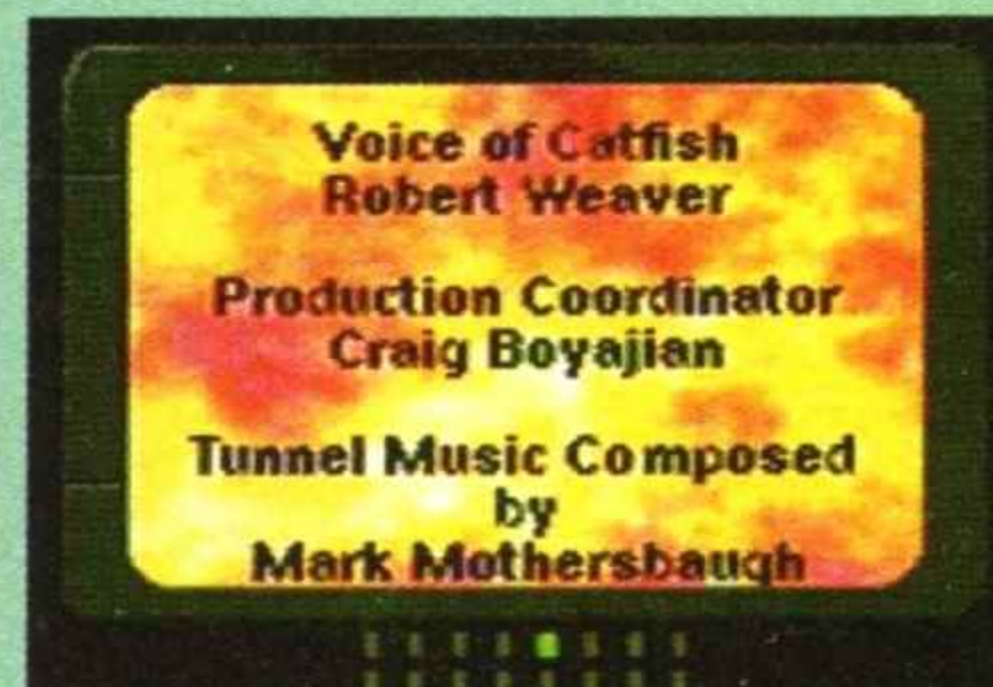 Voice of Catfish
Robert Weaver
Production Coordinator
Craig Boyajian
Tunnel Music Composed
by
Mark Mothersbaugh